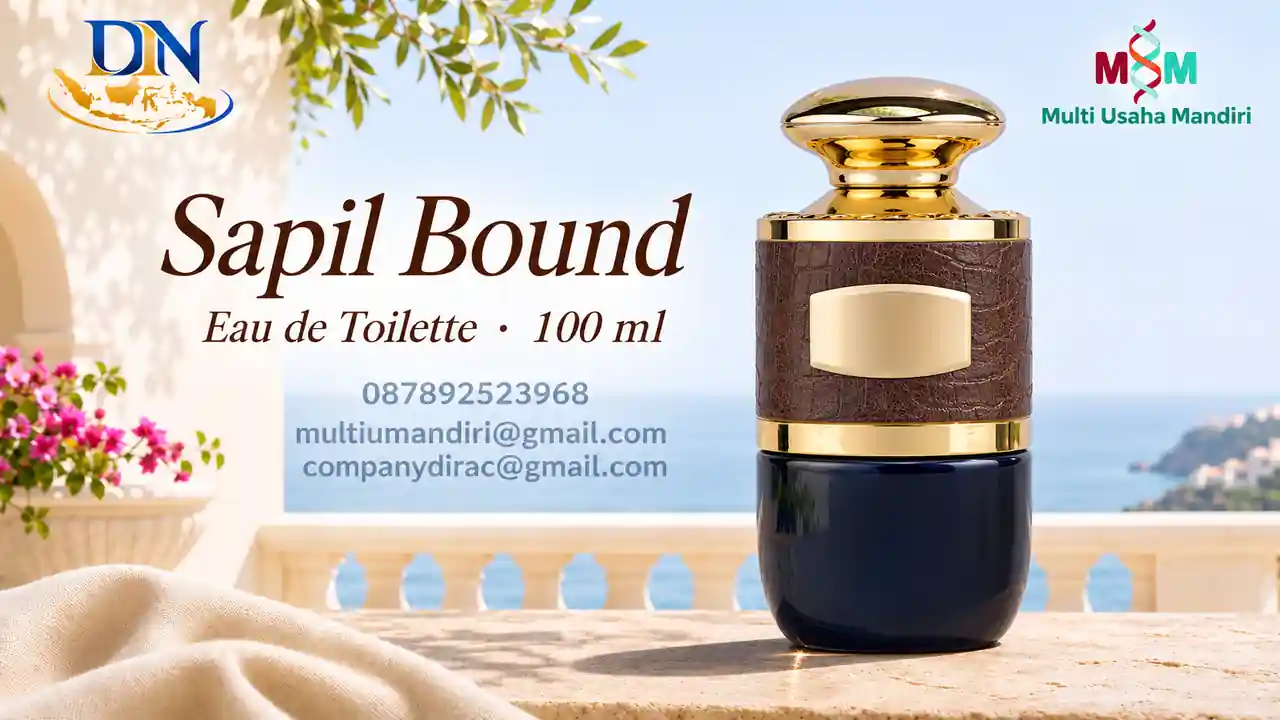 DN
MSM
Multi Usaha Mandiri
Sapil Bound
Eau de Toilette • 100 ml
087892523968
multiumandiri@gmail.com
companydirac@gmail.com